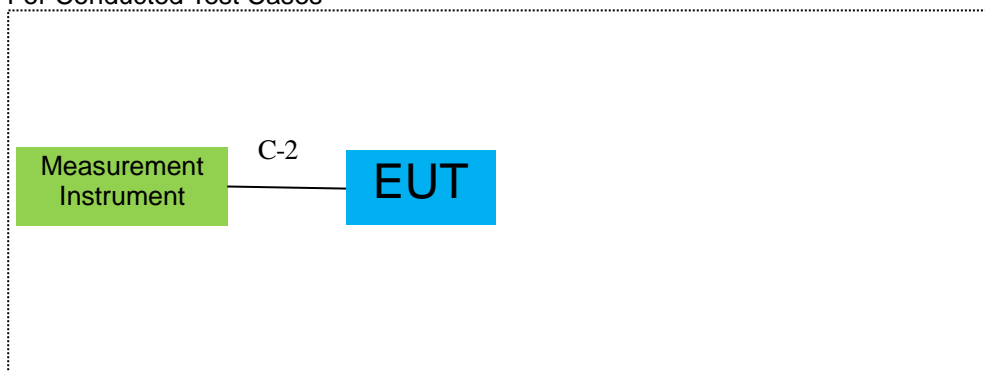 For Conducted Test Cases
C-2
Measurement
Instrument
EUT